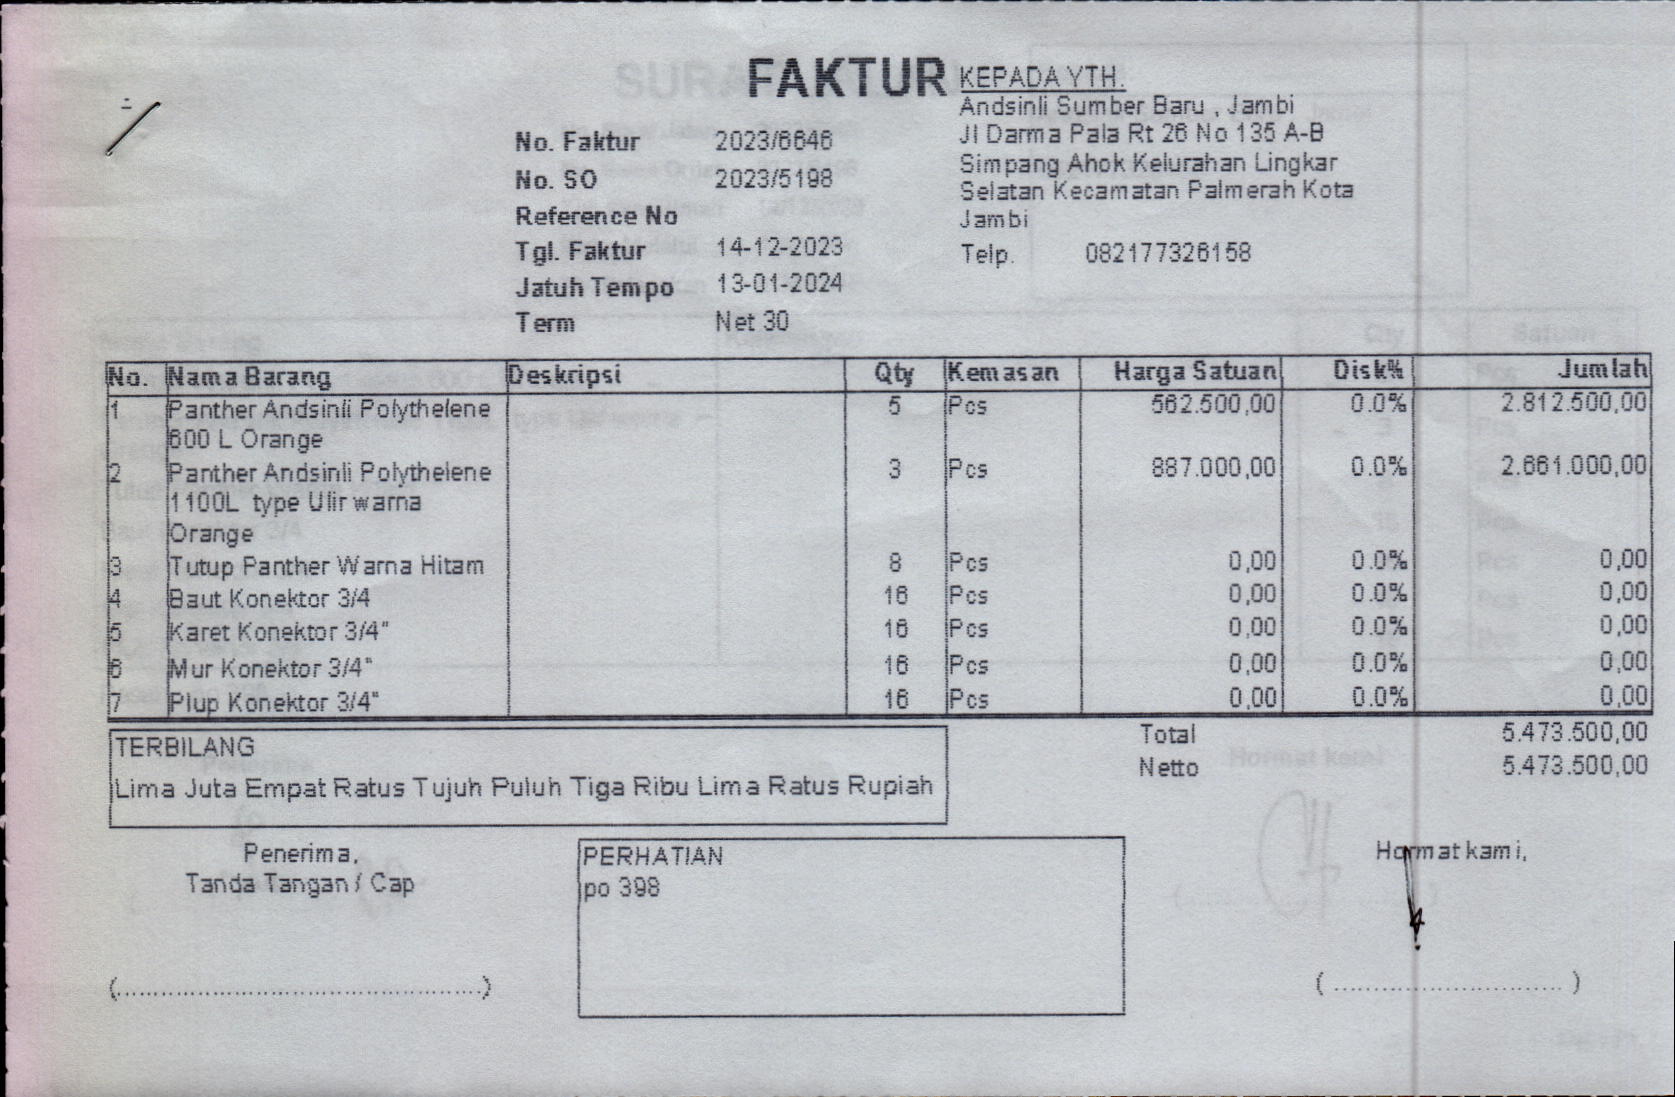 FAKTUR
KEPADA YTH.
Andsinli Sumber Baru , Jambi
Jl Darma Pala Rt 26 No 135 A-B
Simpang Ahok Kelurahan Lingkar
Selatan Kecamatan Palmerah Kota
Jambi
Telp. 082177326158
No. Faktur 2023/6646
No. SO 2023/5198
Reference No
Tgl. Faktur 14-12-2023
Jatuh Tempo 13-01-2024
Term Net 30
No. Nama Barang Deskripsi Qty Kemasan Harga Satuan Disk% Jumlah
1 Panther Andsinli Polythelene 5 Pcs 562.500,00 0.0% 2.812.500,00
600 L Orange
2 Panther Andsinli Polythelene 3 Pcs 887.000,00 0.0% 2.661.000,00
1100L type Ulir warna
Orange
3 Tutup Panther Warna Hitam 8 Pcs 0,00 0.0% 0,00
4 Baut Konektor 3/4 16 Pcs 0,00 0.0% 0,00
5 Karet Konektor 3/4" 16 Pcs 0,00 0.0% 0,00
6 Mur Konektor 3/4" 16 Pcs 0,00 0.0% 0,00
7 Plup Konektor 3/4" 16 Pcs 0,00 0.0% 0,00
Total 5.473.500,00
Netto 5.473.500,00
TERBILANG
Lima Juta Empat Ratus Tujuh Puluh Tiga Ribu Lima Ratus Rupiah
Penerima,
Tanda Tangan / Cap
(................................................)
PERHATIAN
po 398
Hormat kami,
( ............................. )